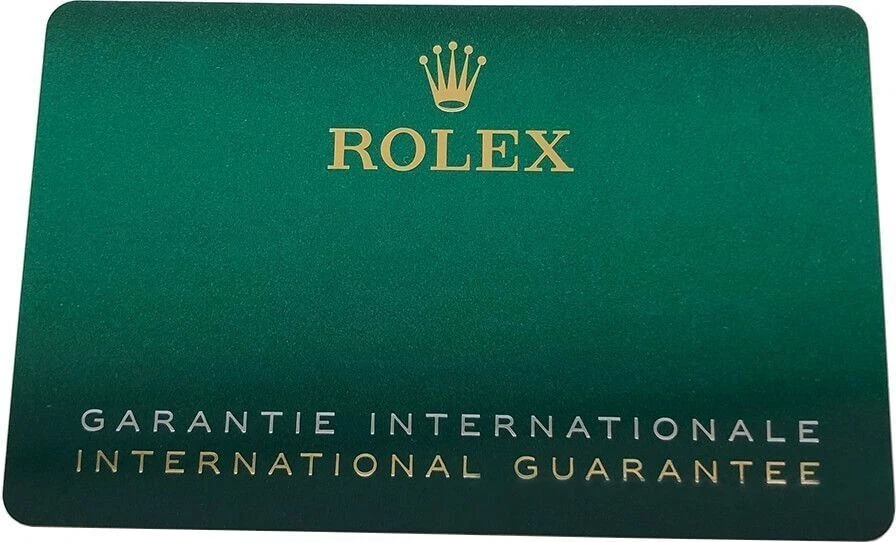 ROLEX
GARANTIE INTERNATIONALE
INTERNATIONAL GUARANTEE